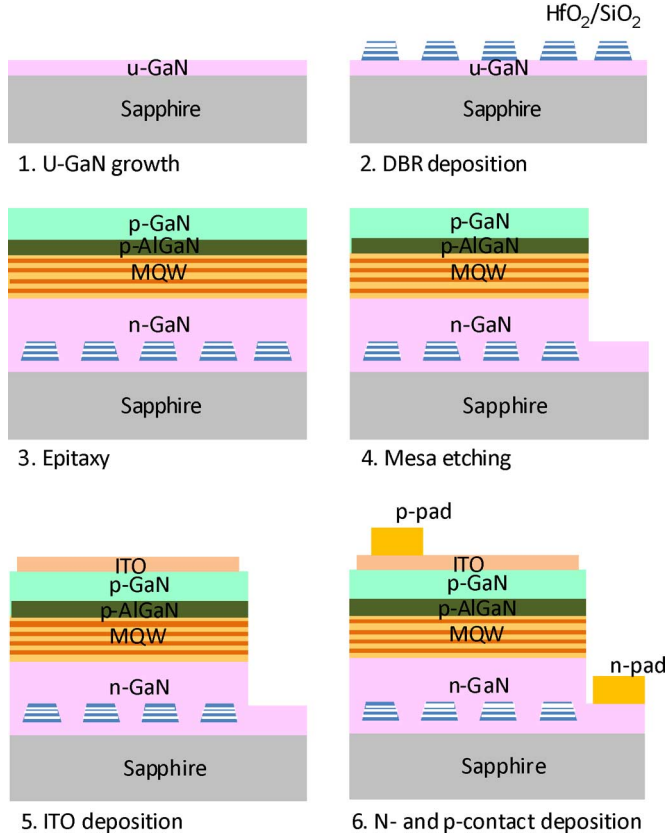 HfO₂/SiO₂
u-GaN
Sapphire
1. U-GaN growth
u-GaN
Sapphire
2. DBR deposition
p-GaN
p-AlGaN
MQW
n-GaN
Sapphire
3. Epitaxy
p-GaN
p-AlGaN
MQW
n-GaN
Sapphire
4. Mesa etching
ITO
p-GaN
p-AlGaN
MQW
n-GaN
Sapphire
5. ITO deposition
p-pad
ITO
p-GaN
p-AlGaN
MQW
n-pad
n-GaN
Sapphire
6. N- and p-contact deposition